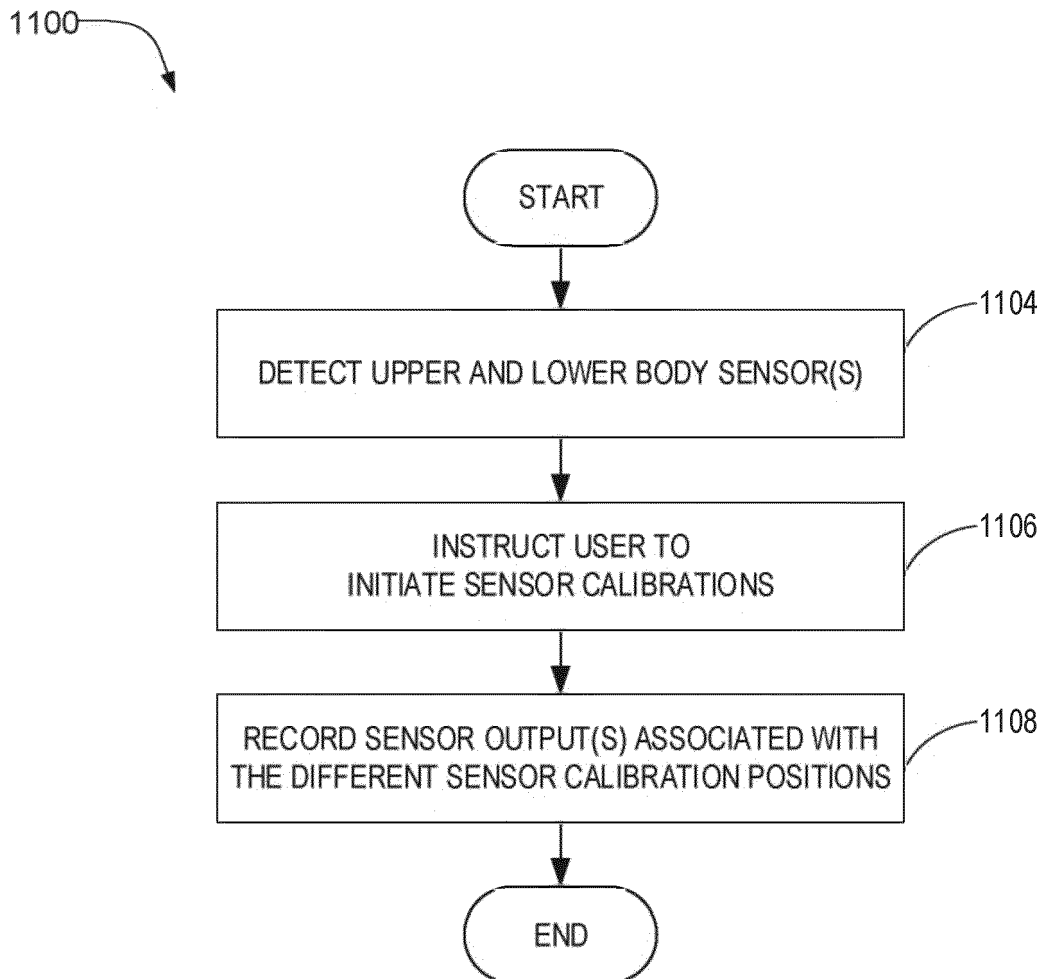 1100
START
1104
DETECT UPPER AND LOWER BODY SENSOR(S)
1106
INSTRUCT USER TO
INITIATE SENSOR CALIBRATIONS
1108
RECORD SENSOR OUTPUT(S) ASSOCIATED WITH
THE DIFFERENT SENSOR CALIBRATION POSITIONS
END